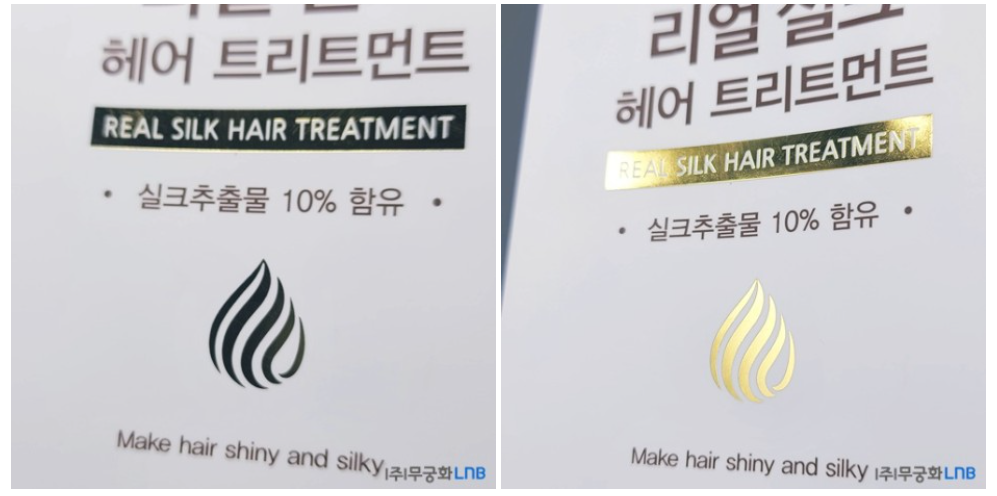 헤어 트리트먼트
REAL SILK HAIR TREATMENT
• 실크추출물 10% 함유 •
Make hair shiny and silky
|주|무궁화LNB
리얼 실크
헤어 트리트먼트
REAL SILK HAIR TREATMENT
• 실크추출물 10% 함유 •
Make hair shiny and silky
|주|무궁화LNB